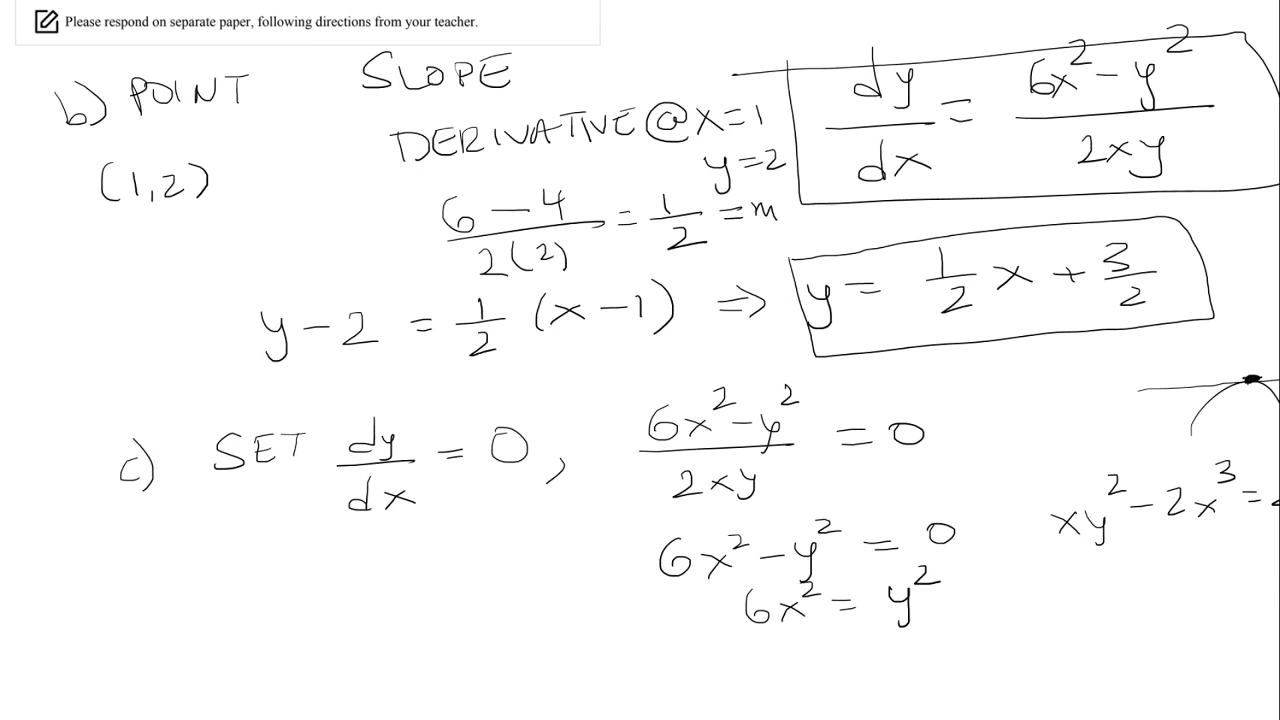 Please respond on separate paper, following directions from your teacher.
b) POINT SLOPE
(1,2) DERIVATIVE @ x=1
y=2
dy/dx = (6x² - y²)/(2xy)
(6 - 4)/(2(2)) = 1/2 = m
y - 2 = 1/2 (x - 1) ⇒ y = 1/2 x + 3/2
c) SET dy/dx = 0, (6x² - y²)/(2xy) = 0
6x² - y² = 0
xy² - 2x³ =
6x² = y²